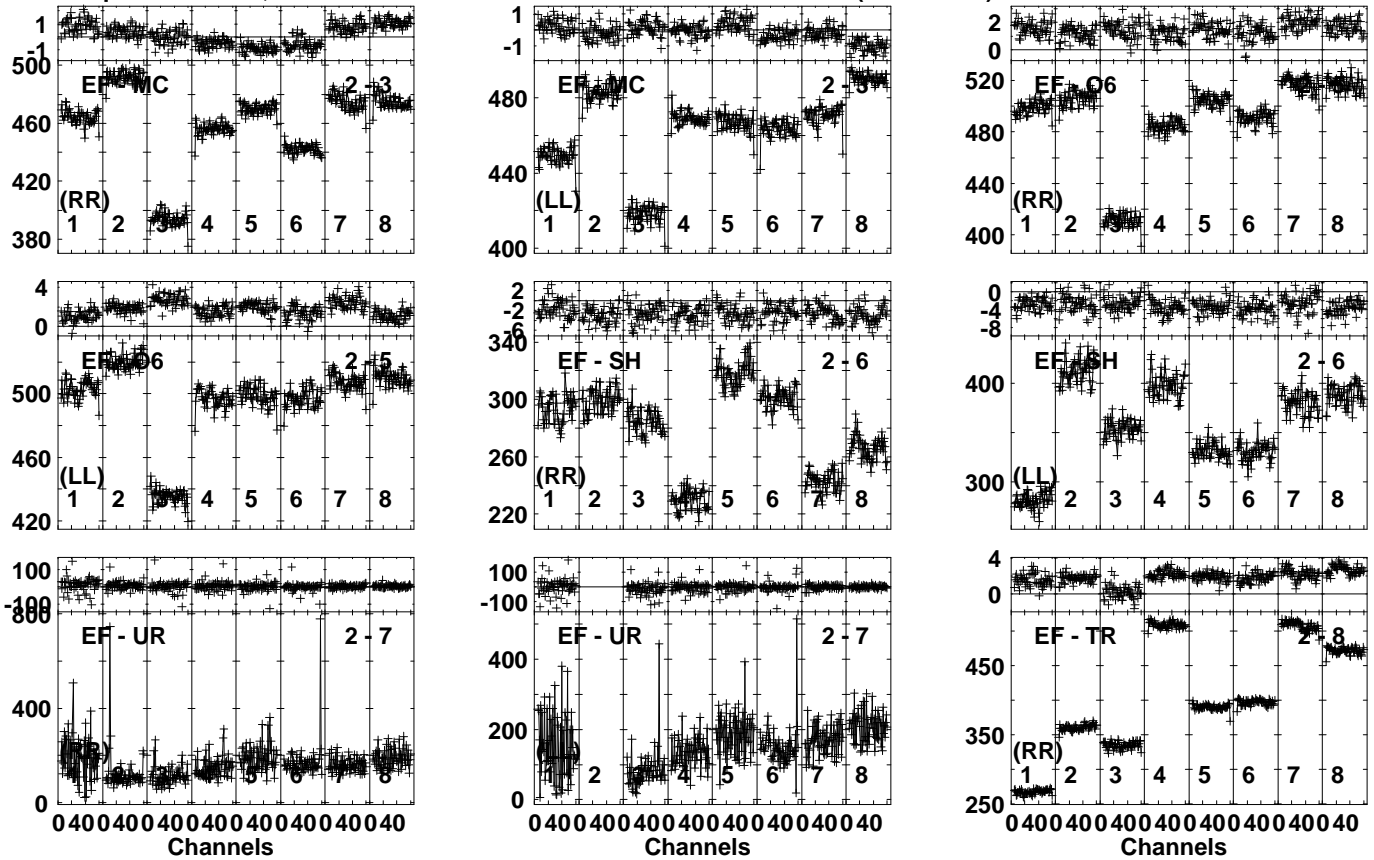 1 -1 500 460 420 380
EF - MC 2 - 3
(RR)
1 2 3 4 5 6 7 8
1 -1 480 440 400
EF - MC 2 - 3
(LL)
1 2 3 4 5 6 7 8
2 0 520 480 440 400
EF - O6
(RR)
1 2 3 4 5 6 7 8
4 0 500 460 420
EF - O6 2 - 5
(LL)
1 2 3 4 5 6 7 8
2 -2 -6 340 300 260 220
EF - SH 2 - 6
(RR)
1 2 3 4 5 6 7 8
0 -4 -8 400 300
EF - SH 2 - 6
(LL)
1 2 3 4 5 6 7 8
100 -100 800 400 0
EF - UR 2 - 7
(RR)
1 2 3 4 5 6 7 8
100 -100 400 200 0
EF - UR 2 - 7
1 2 3 4 5 6 7 8
4 0 450 350 250
EF - TR 2 - 8
(RR)
1 2 3 4 5 6 7 8
0 40 0 40 0 40 0 40 0 40 0 40 0 40 0 40
Channels
0 40 0 40 0 40 0 40 0 40 0 40 0 40 0 40
Channels
0 40 0 40 0 40 0 40 0 40 0 40 0 40 0 40
Channels